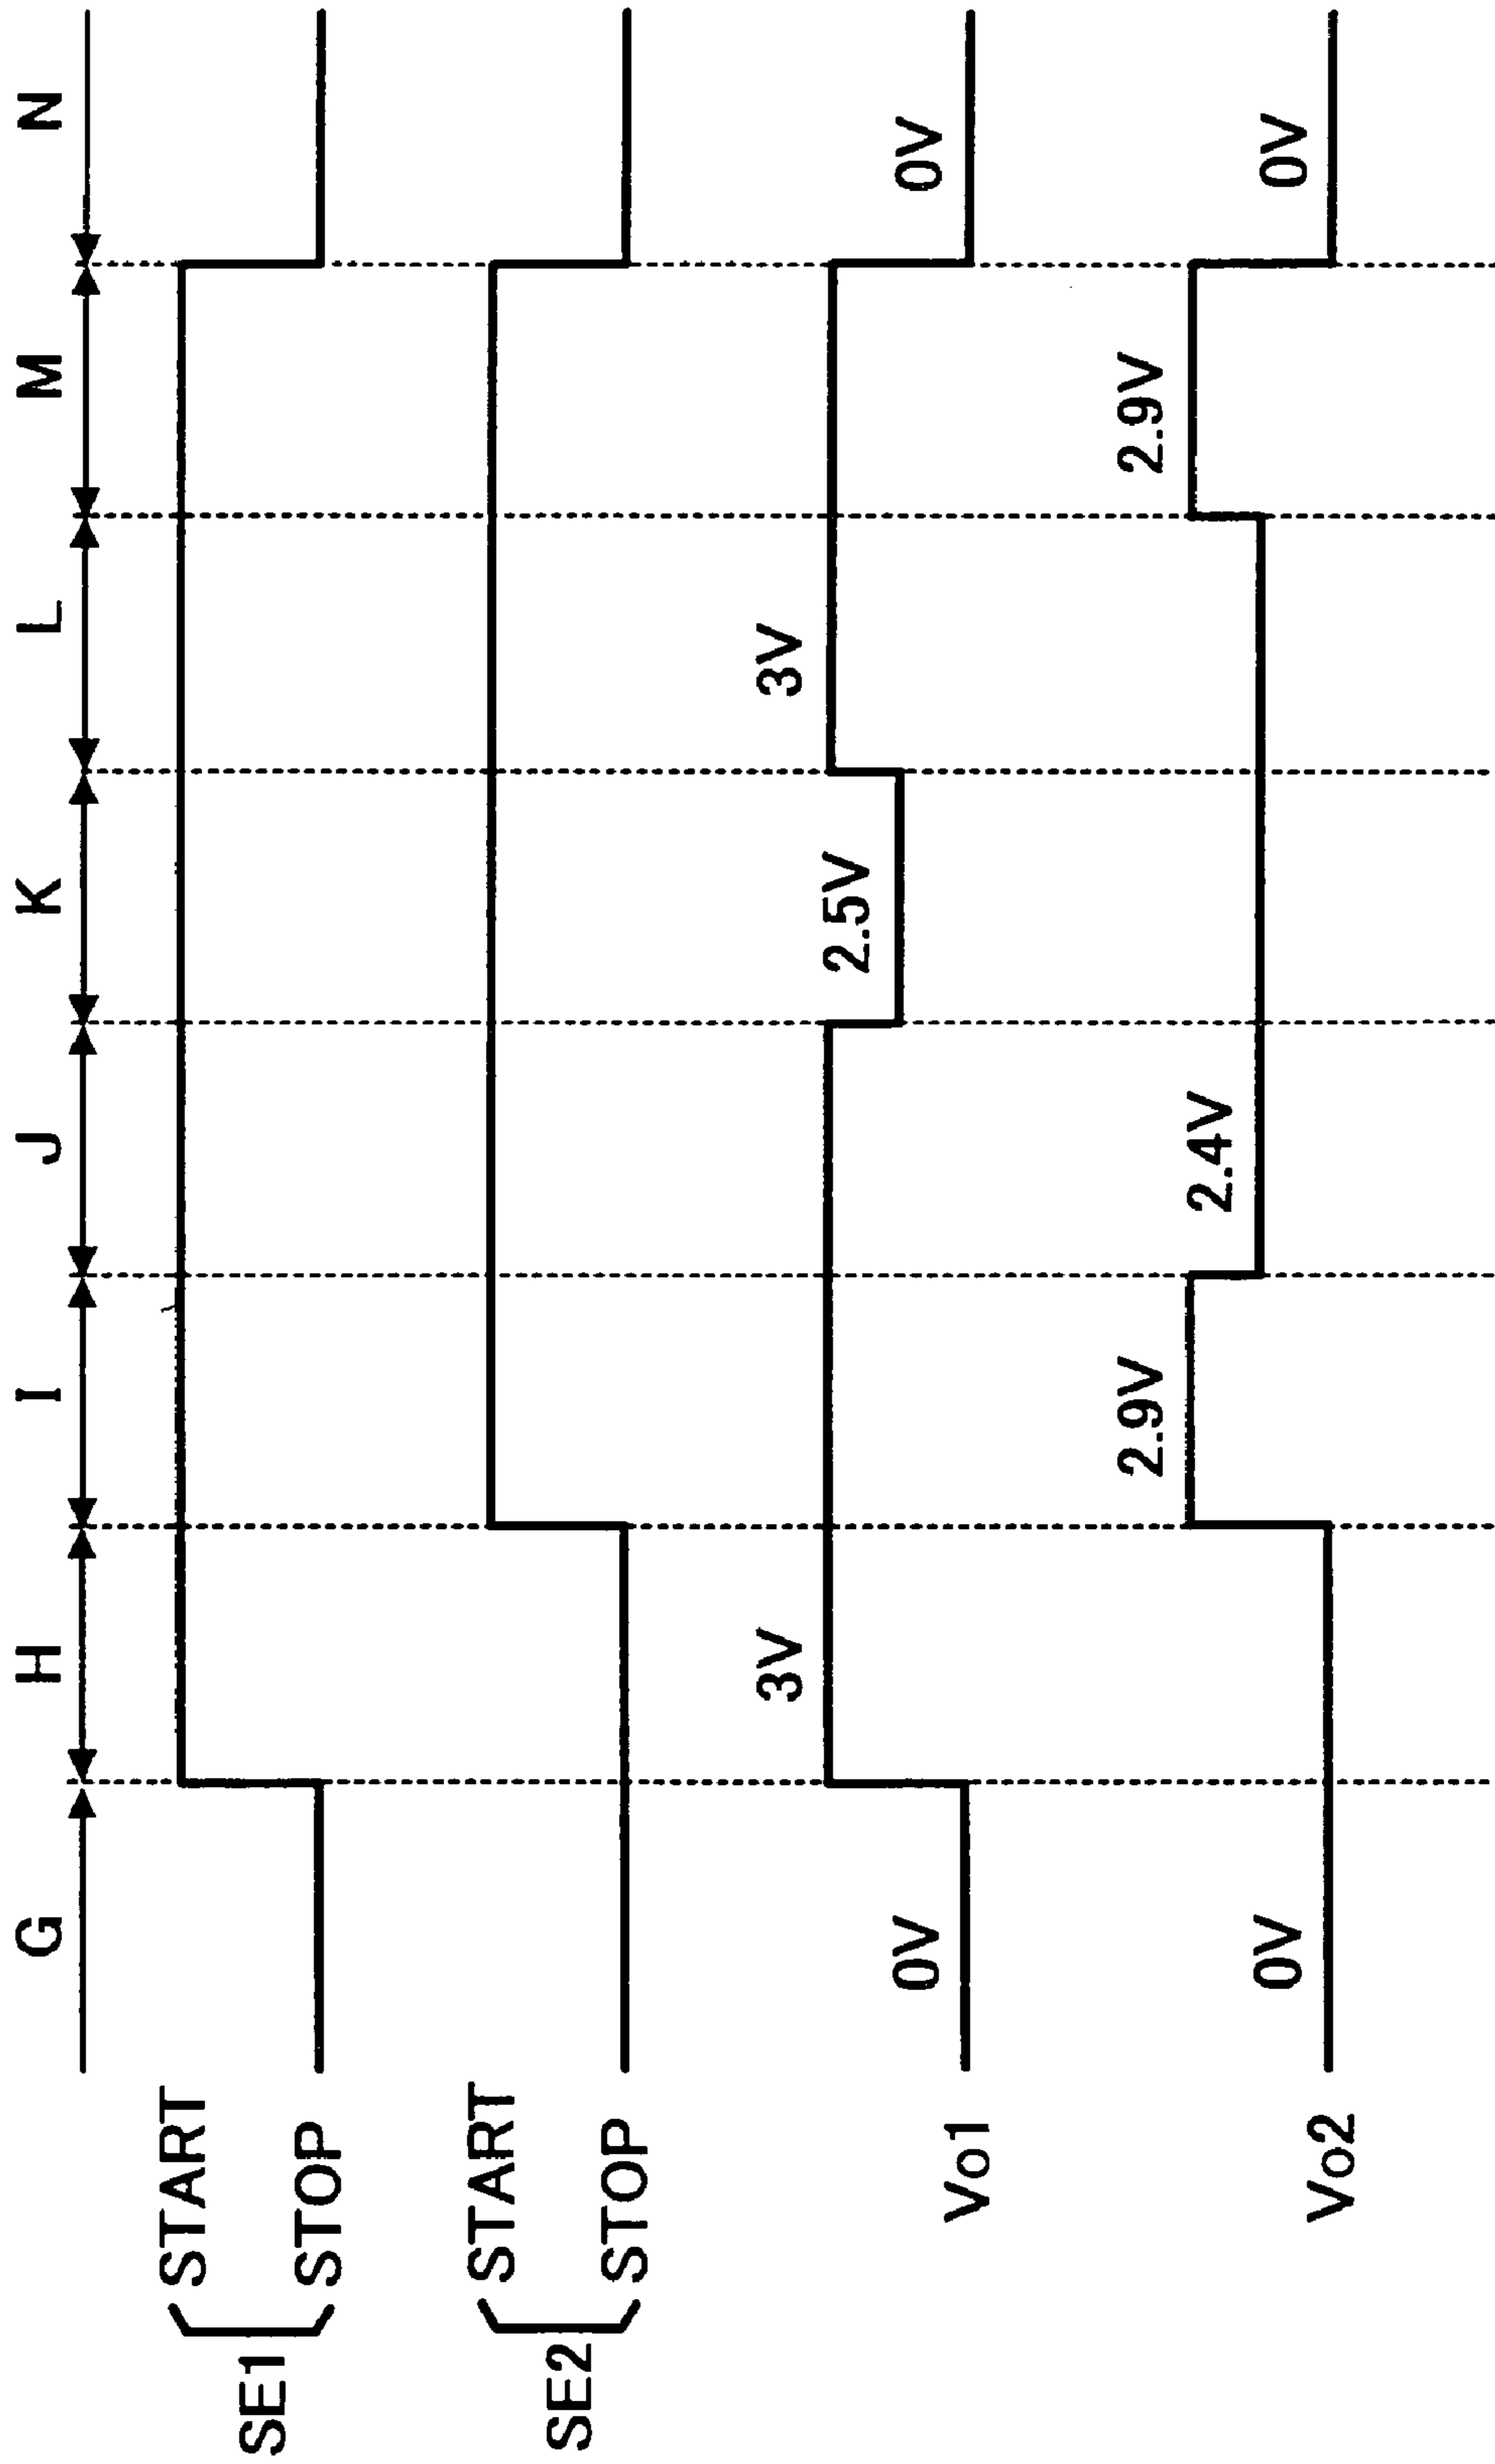 G H I J K L M N
SE1 START
STOP
SE2 START
STOP
Vo1 0V 3V 2.5V 3V 0V
Vo2 0V 2.9V 2.4V 2.9V 0V